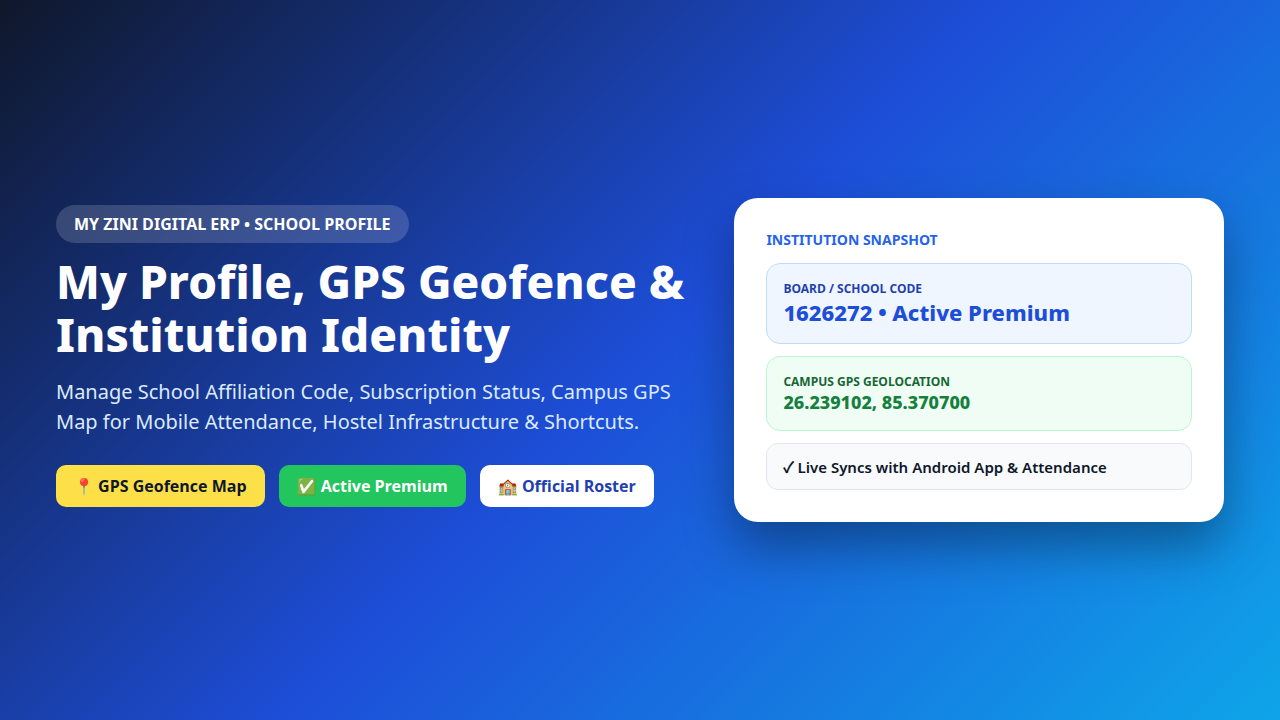 MY ZINI DIGITAL ERP • SCHOOL PROFILE
My Profile, GPS Geofence &
Institution Identity
Manage School Affiliation Code, Subscription Status, Campus GPS
Map for Mobile Attendance, Hostel Infrastructure & Shortcuts.
📍 GPS Geofence Map
✅ Active Premium
🏫 Official Roster
INSTITUTION SNAPSHOT
BOARD / SCHOOL CODE
1626272 • Active Premium
CAMPUS GPS GEOLOCATION
26.239102, 85.370700
✓ Live Syncs with Android App & Attendance